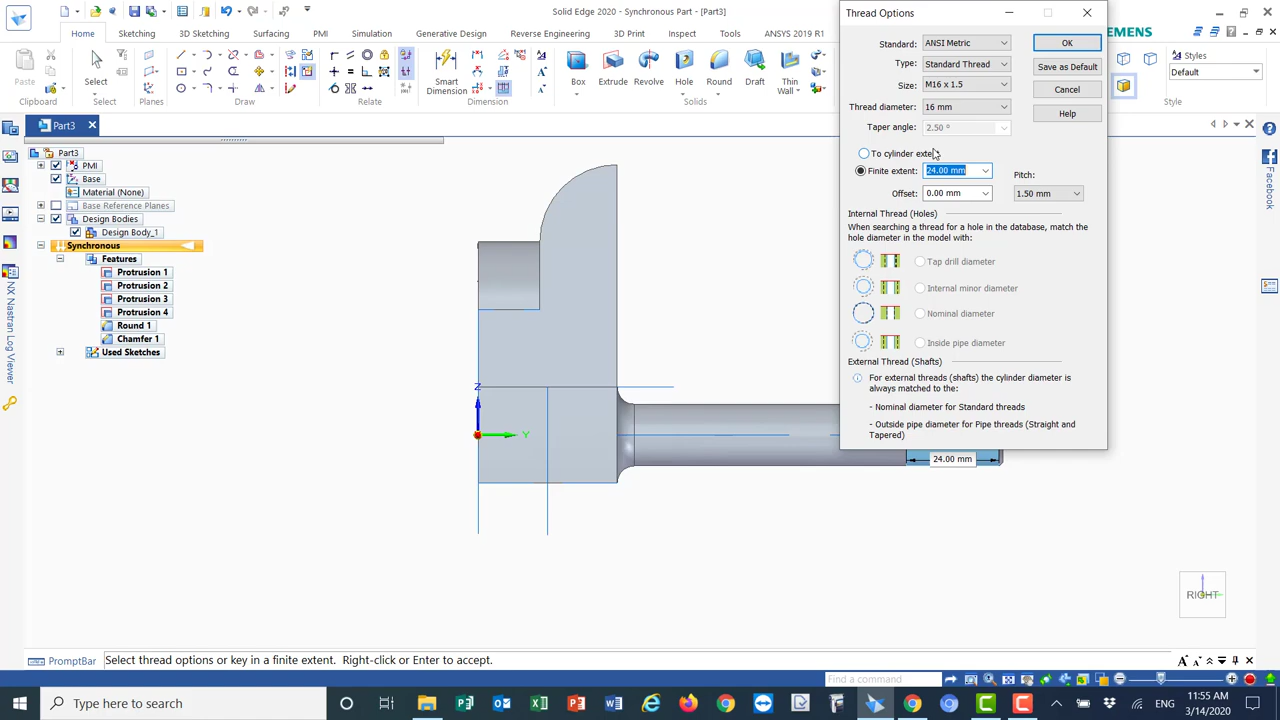 Solid Edge 2020 - Synchronous Part - [Part3]
Home
Sketching
Surfacing
PMI
Simulation
Generative Design
Reverse Engineering
Inspect
Tools
ANSYS 2019 R1
Paste
Clipboard
Select
Select
Planes
Draw
Relate
Smart Dimension
Dimension
Box
Extrude
Revolve
Hole
Round
Draft
Thin Wall
Solids
EMENS
Styles
Default
Style
Part3
Part3
PMI
Base
Material (None)
Base Reference Planes
Design Bodies
Design Body_1
Synchronous
Features
Protrusion 1
Protrusion 2
Protrusion 3
Protrusion 4
Round 1
Chamfer 1
Used Sketches
NX Nastran Log Viewer
Facebook
Z
Y
24.00 mm
RIGHT
Thread Options
Standard: ANSI Metric
OK
Type: Standard Thread
Save as Default
Size: M16 x 1.5
Cancel
Thread diameter: 16 mm
Help
Taper angle: 2.50 °
To cylinder extent
Finite extent: 24.00 mm
Pitch:
Offset: 0.00 mm
1.50 mm
Internal Thread (Holes)
When searching a thread for a hole in the database, match the
hole diameter in the model with:
Tap drill diameter
Internal minor diameter
Nominal diameter
Inside pipe diameter
External Thread (Shafts)
For external threads (shafts) the cylinder diameter is
always matched to the:
- Nominal diameter for Standard threads
- Outside pipe diameter for Pipe threads (Straight and
Tapered)
PromptBar
Select thread options or key in a finite extent. Right-click or Enter to accept.
Find a command
Type here to search
ENG
11:55 AM
3/14/2020